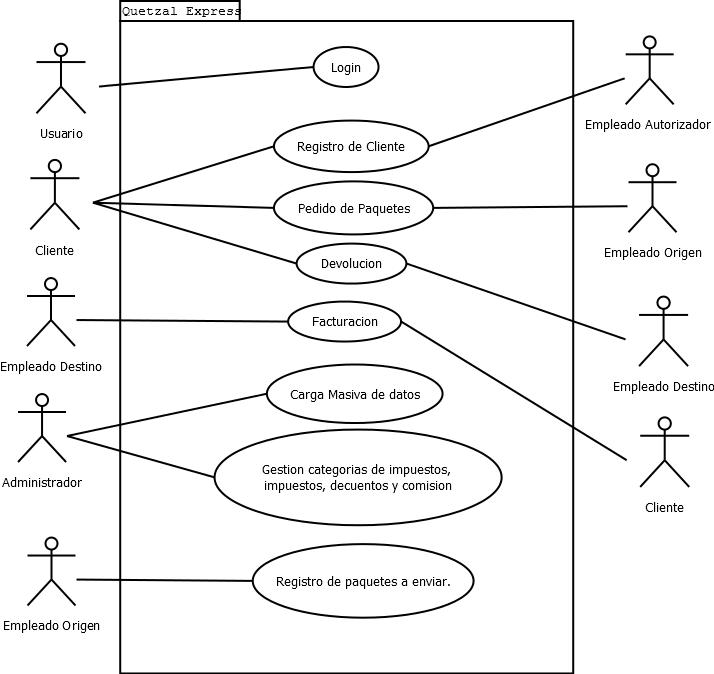 Quetzal Express
Login
Usuario
Empleado Autorizador
Registro de Cliente
Cliente
Pedido de Paquetes
Empleado Origen
Devolucion
Empleado Destino
Facturacion
Empleado Destino
Administrador
Carga Masiva de datos
Gestion categorias de impuestos,
impuestos, decuentos y comision
Cliente
Empleado Origen
Registro de paquetes a enviar.